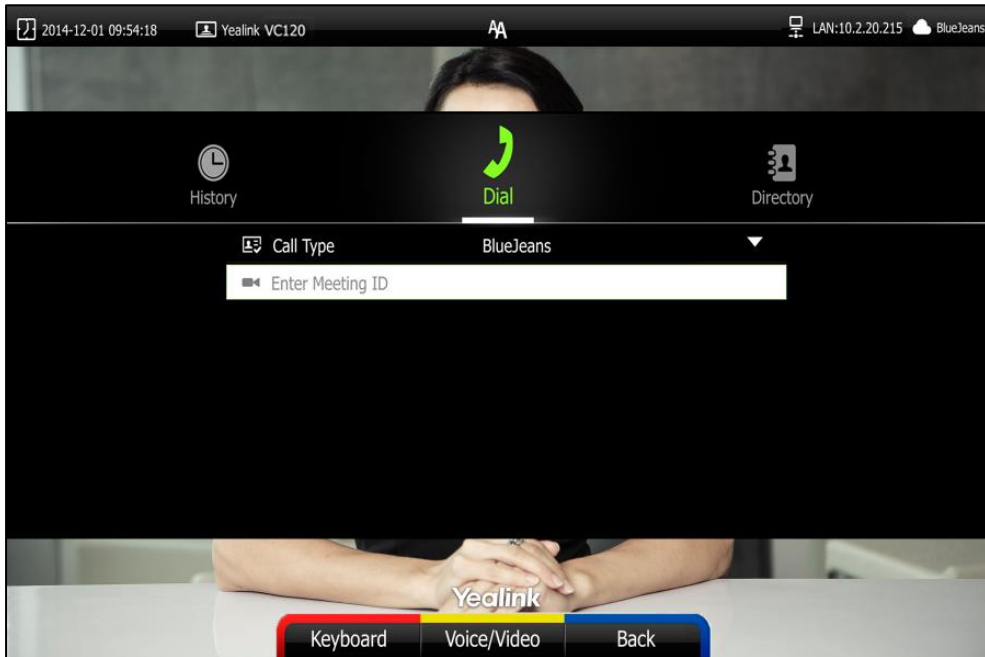 2014-12-01 09:54:18 Yealink VC120 AA LAN:10.2.20.215 BlueJeans
History Dial Directory
Call Type BlueJeans
Enter Meeting ID
Yealink
Keyboard Voice/Video Back